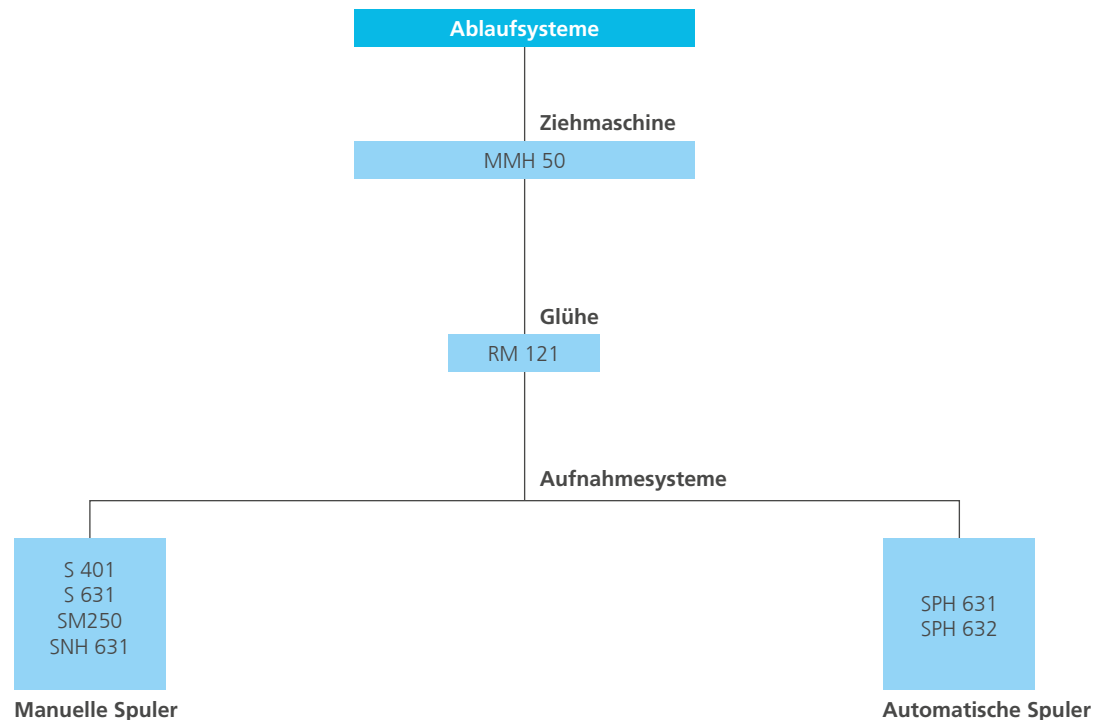 Ablaufsysteme
Ziehmaschine
MMH 50
Glühe
RM 121
Aufnahmesysteme
S 401
S 631
SM250
SNH 631
Manuelle Spuler
SPH 631
SPH 632
Automatische Spuler